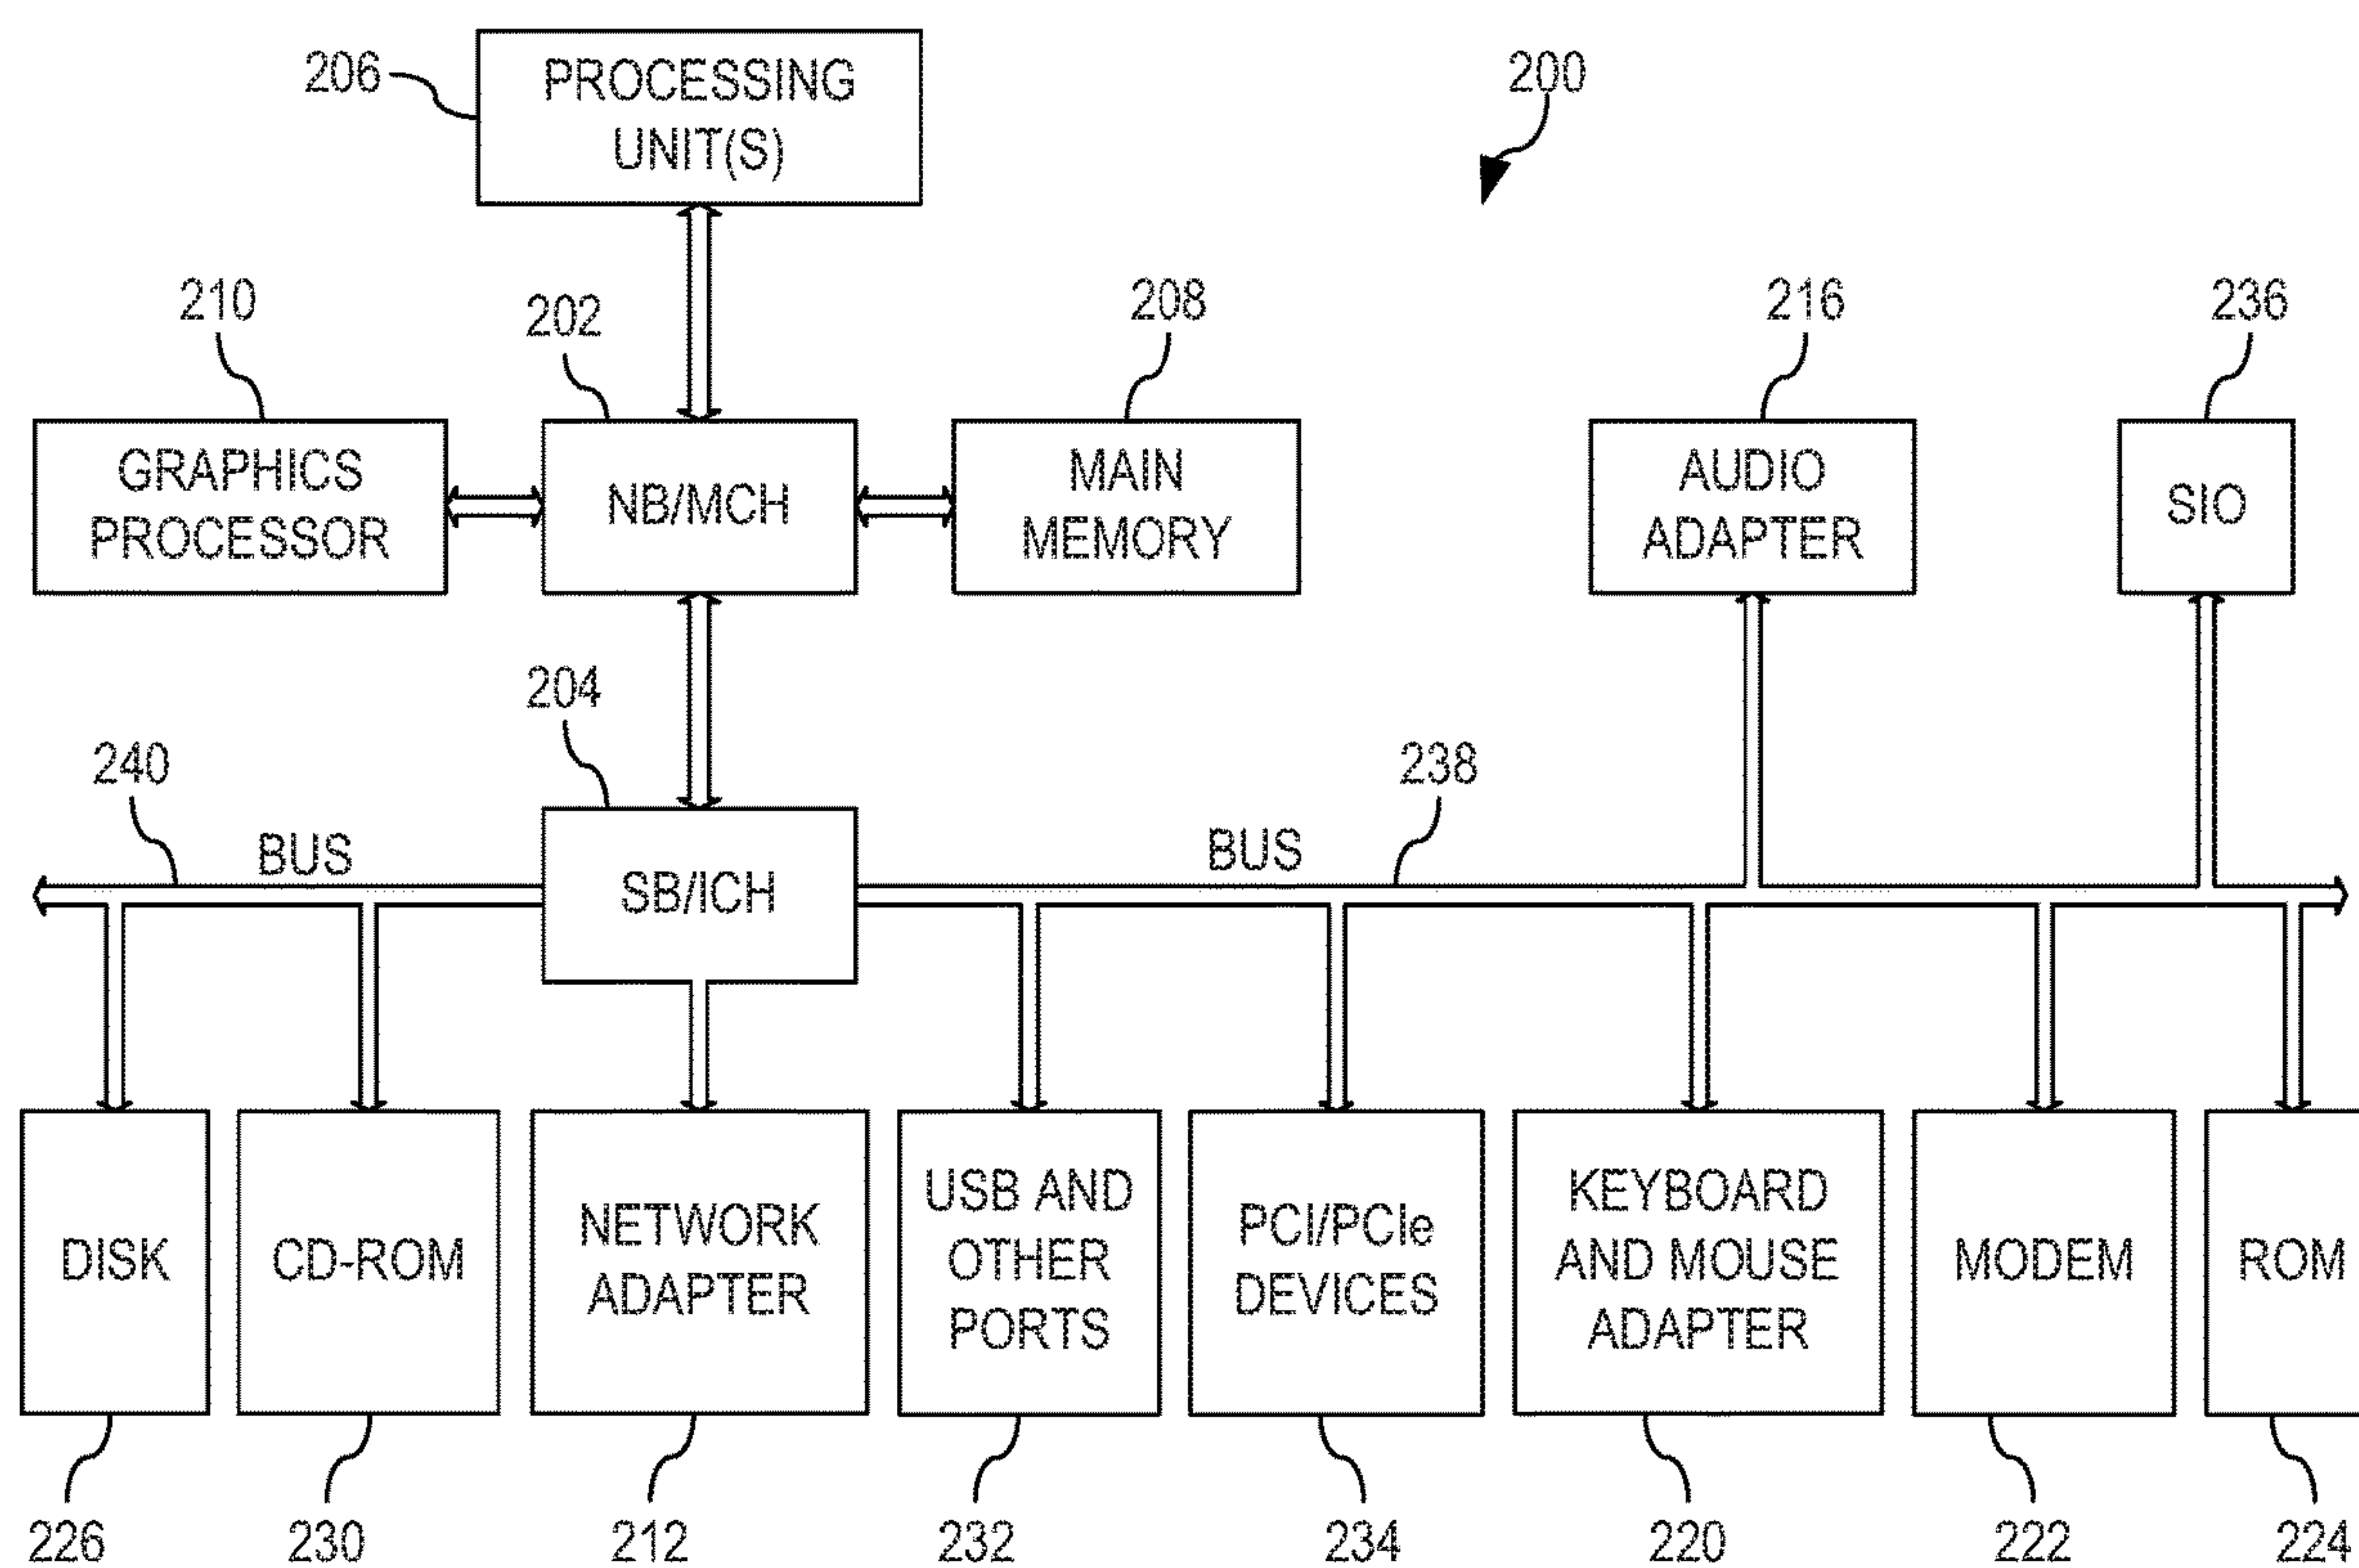 206
PROCESSING
UNIT(S)
200
210
202
208
216
236
GRAPHICS
PROCESSOR
NB/MCH
MAIN
MEMORY
AUDIO
ADAPTER
SIO
204
240
238
BUS
BUS
SB/ICH
DISK
CD-ROM
NETWORK
ADAPTER
USB AND
OTHER
PORTS
PCI/PCIe
DEVICES
KEYBOARD
AND MOUSE
ADAPTER
MODEM
ROM
226
230
212
232
234
220
222
224